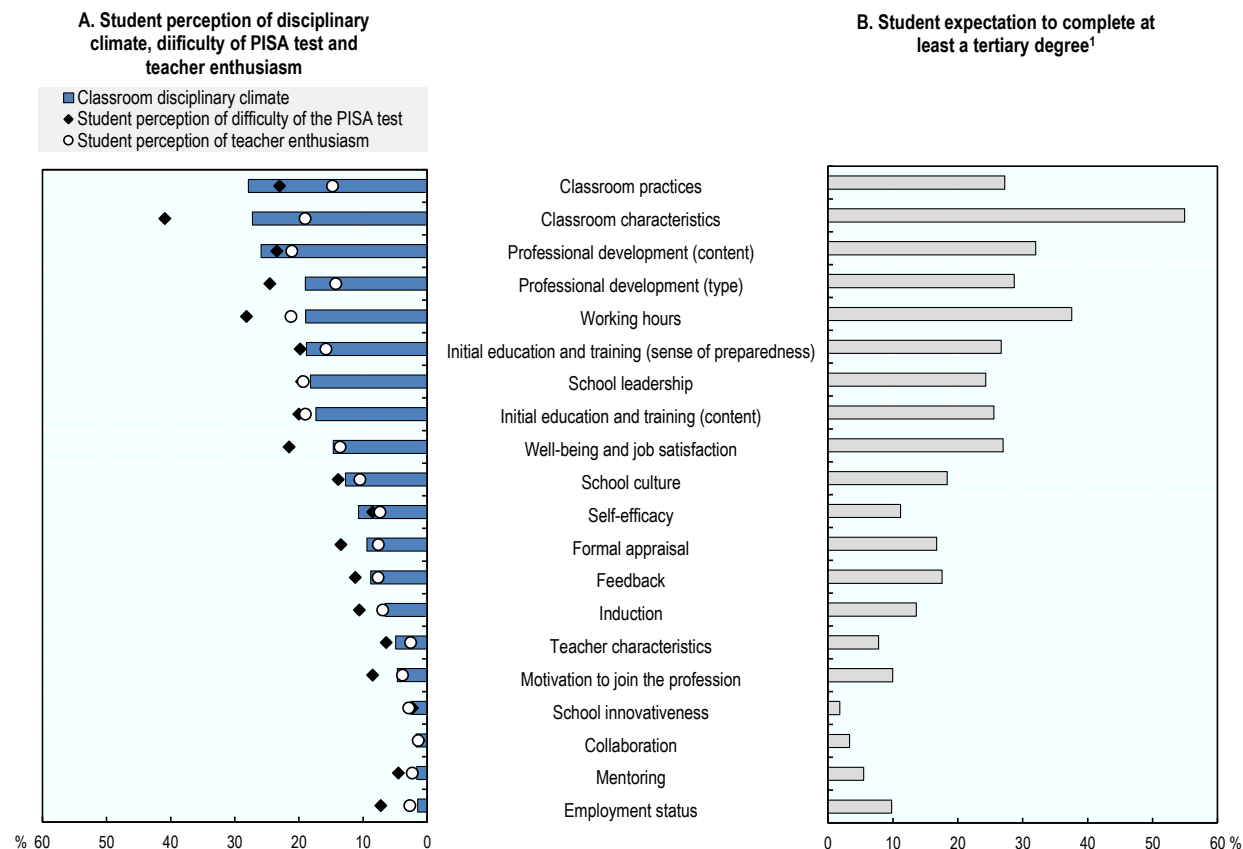 A. Student perception of disciplinary
climate, diifficulty of PISA test and
teacher enthusiasm
Classroom disciplinary climate
Student perception of difficulty of the PISA test
Student perception of teacher enthusiasm
B. Student expectation to complete at
least a tertiary degree¹
Classroom practices
Classroom characteristics
Professional development (content)
Professional development (type)
Working hours
Initial education and training (sense of preparedness)
School leadership
Initial education and training (content)
Well-being and job satisfaction
School culture
Self-efficacy
Formal appraisal
Feedback
Induction
Teacher characteristics
Motivation to join the profession
School innovativeness
Collaboration
Mentoring
Employment status
% 60 50 40 30 20 10 0
0 10 20 30 40 50 60 %